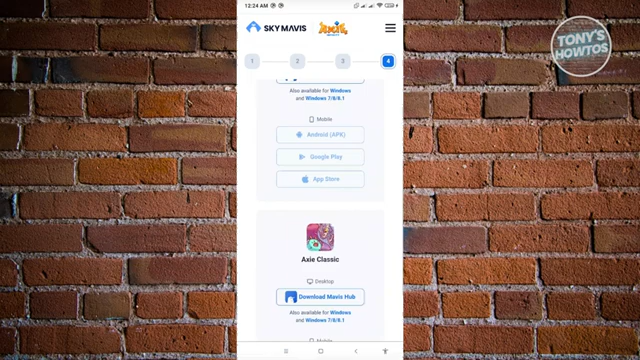 12:24 AM
SKY MAVIS
TONY'S
HOWTOS
1
2
3
4
Also available for Windows
and Windows 7/8/8.1
Mobile
Android (APK)
Google Play
App Store
Axie Classic
Desktop
Download Mavis Hub
Also available for Windows
and Windows 7/8/8.1